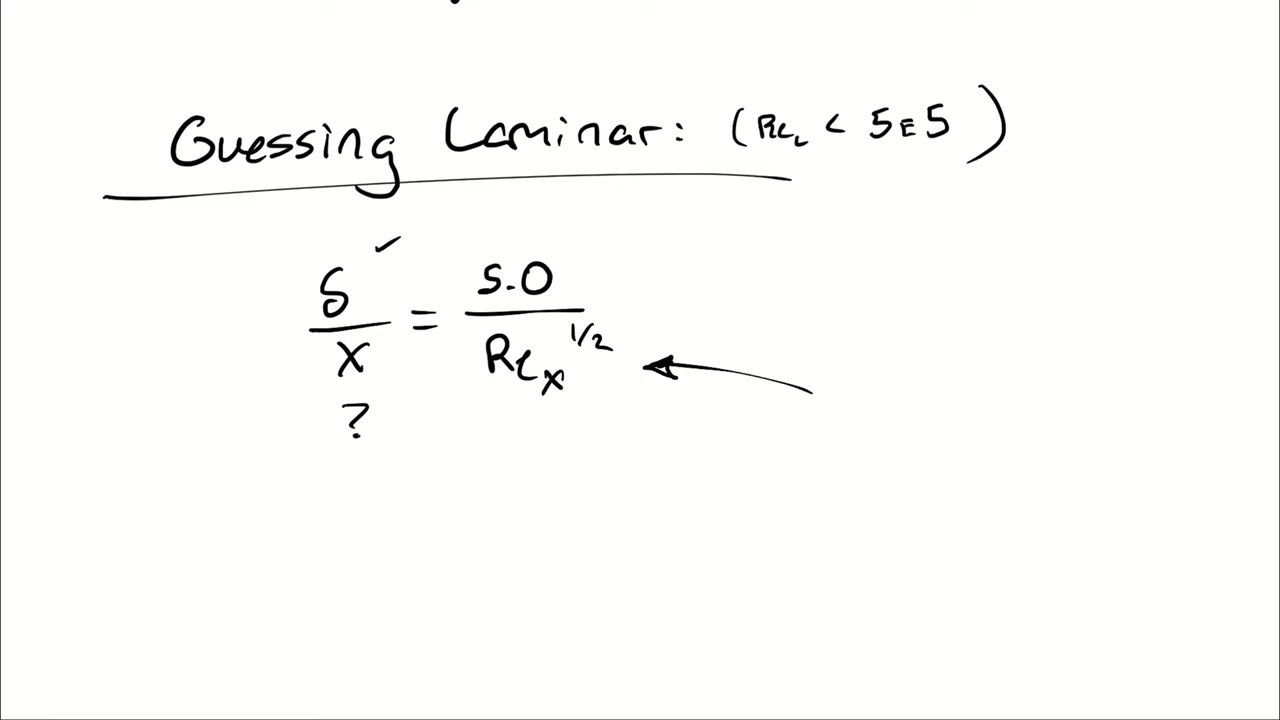 Guessing Laminar: (Re_L < 5E5)
δ/x = 5.0/Re_x^1/2
?